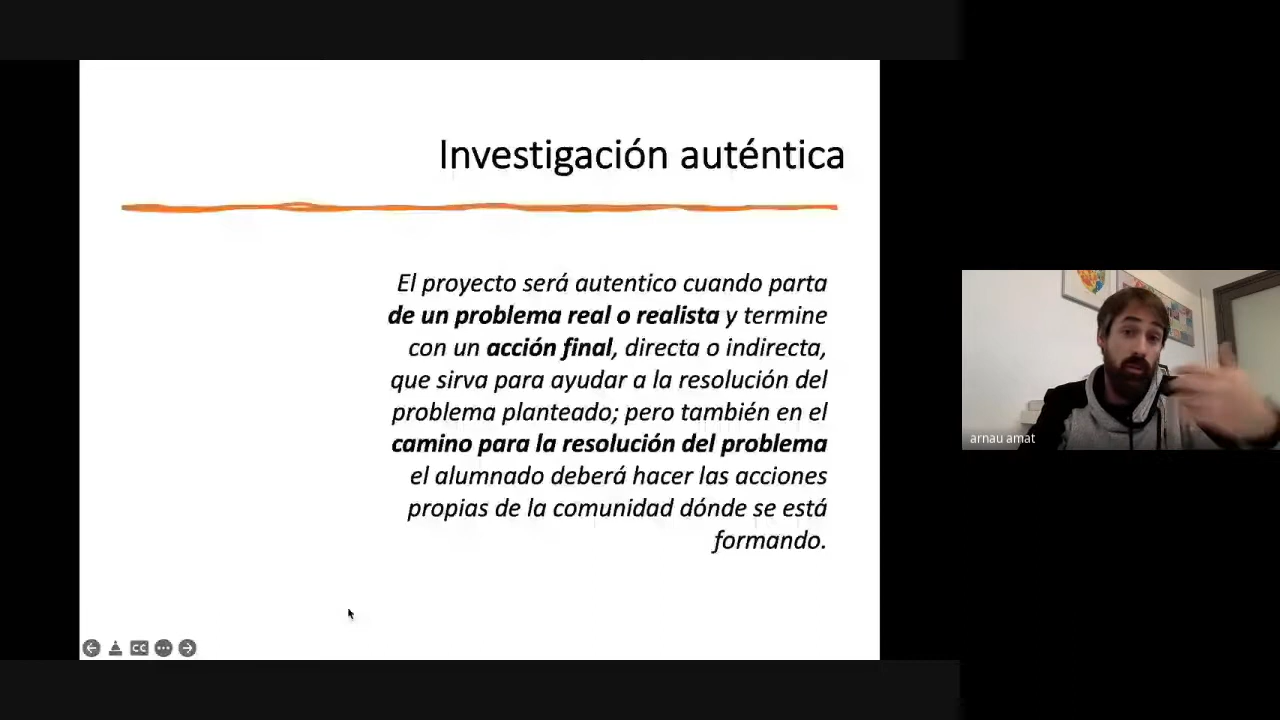 Investigación auténtica
El proyecto será autentico cuando parta
de un problema real o realista y termine
con un acción final, directa o indirecta,
que sirva para ayudar a la resolución del
problema planteado; pero también en el
camino para la resolución del problema
el alumnado deberá hacer las acciones
propias de la comunidad dónde se está
formando.
arnau amat
CC